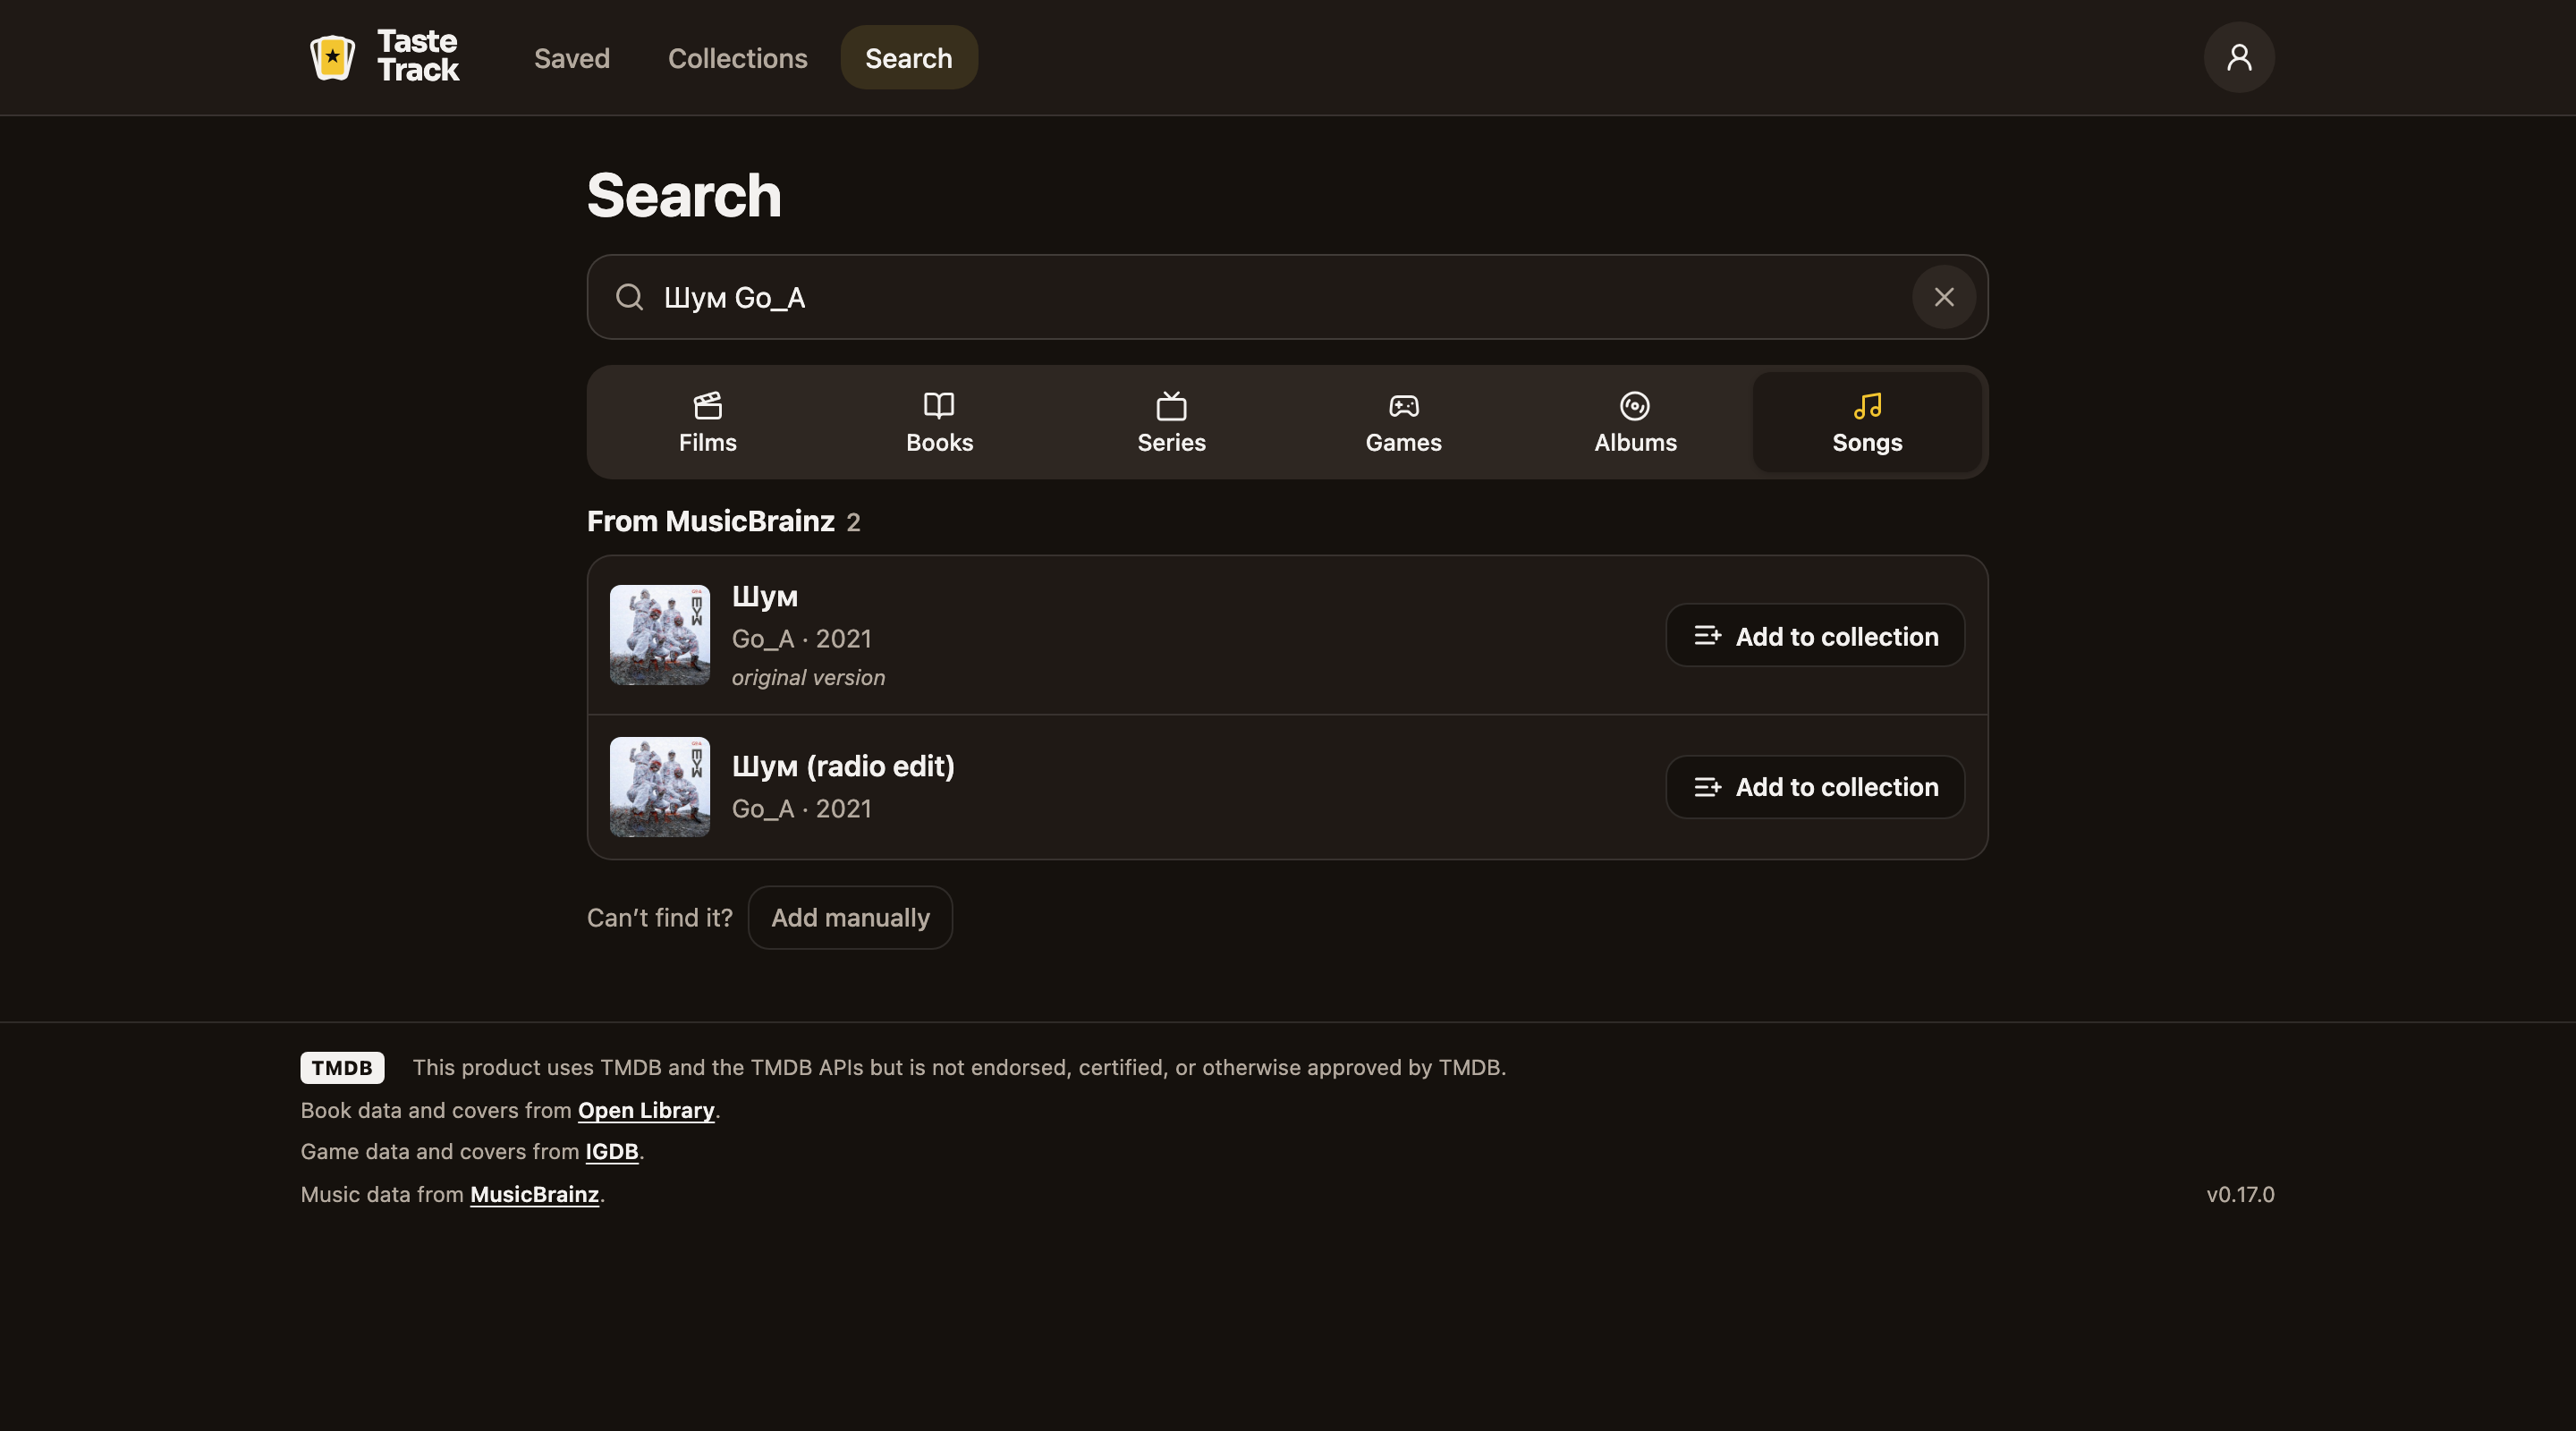 Taste
Track
Saved
Collections
Search
Search
Шум Go_A
Films
Books
Series
Games
Albums
Songs
From MusicBrainz 2
Шум
Go_A · 2021
original version
Add to collection
Шум (radio edit)
Go_A · 2021
Add to collection
Can’t find it?
Add manually
TMDB This product uses TMDB and the TMDB APIs but is not endorsed, certified, or otherwise approved by TMDB.
Book data and covers from Open Library.
Game data and covers from IGDB.
Music data from MusicBrainz.
v0.17.0